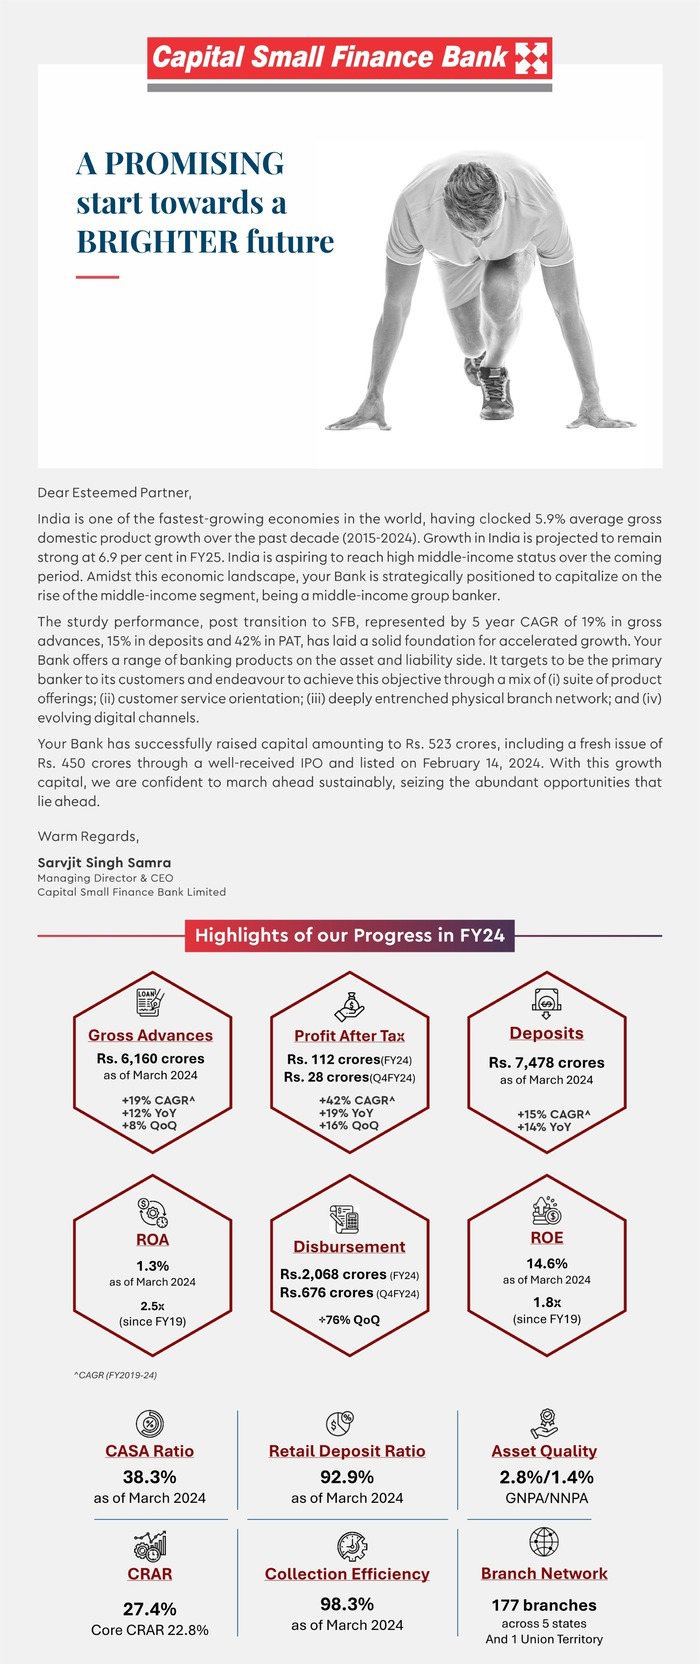 Capital Small Finance Bank
A PROMISING
start towards a
BRIGHTER future
Dear Esteemed Partner,
India is one of the fastest-growing economies in the world, having clocked 5.9% average gross
domestic product growth over the past decade (2015-2024). Growth in India is projected to remain
strong at 6.9 per cent in FY25. India is aspiring to reach high middle-income status over the coming
period. Amidst this economic landscape, your Bank is strategically positioned to capitalize on the
rise of the middle-income segment, being a middle-income group banker.
The sturdy performance, post transition to SFB, represented by 5 year CAGR of 19% in gross
advances, 15% in deposits and 42% in PAT, has laid a solid foundation for accelerated growth. Your
Bank offers a range of banking products on the asset and liability side. It targets to be the primary
banker to its customers and endeavour to achieve this objective through a mix of (i) suite of product
offerings; (ii) customer service orientation; (iii) deeply entrenched physical branch network; and (iv)
evolving digital channels.
Your Bank has successfully raised capital amounting to Rs. 523 crores, including a fresh issue of
Rs. 450 crores through a well-received IPO and listed on February 14, 2024. With this growth
capital, we are confident to march ahead sustainably, seizing the abundant opportunities that
lie ahead.
Warm Regards,
Sarvjit Singh Samra
Managing Director & CEO
Capital Small Finance Bank Limited
Highlights of our Progress in FY24
LOAN
Gross Advances
Rs. 6,160 crores
as of March 2024
+19% CAGR^
+12% YoY
+8% QoQ
Profit After Tax
Rs. 112 crores(FY24)
Rs. 28 crores(Q4FY24)
+42% CAGR^
+19% YoY
+16% QoQ
Deposits
Rs. 7,478 crores
as of March 2024
+15% CAGR^
+14% YoY
ROA
1.3%
as of March 2024
2.5x
(since FY19)
Disbursement
Rs.2,068 crores (FY24)
Rs.676 crores (Q4FY24)
+76% QoQ
ROE
14.6%
as of March 2024
1.8x
(since FY19)
^CAGR (FY2019-24)
CASA Ratio
38.3%
as of March 2024
Retail Deposit Ratio
92.9%
as of March 2024
Asset Quality
2.8%/1.4%
GNPA/NNPA
CRAR
27.4%
Core CRAR 22.8%
Collection Efficiency
98.3%
as of March 2024
Branch Network
177 branches
across 5 states
And 1 Union Territory